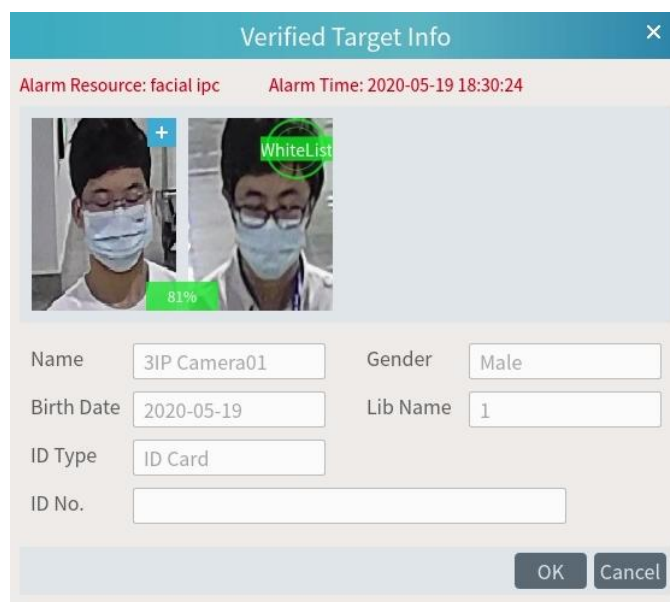 Verified Target Info ×
Alarm Resource: facial ipc Alarm Time: 2020-05-19 18:30:24
+
WhiteList
81%
Name 3IP Camera01 Gender Male
Birth Date 2020-05-19 Lib Name 1
ID Type ID Card
ID No.
OK Cancel